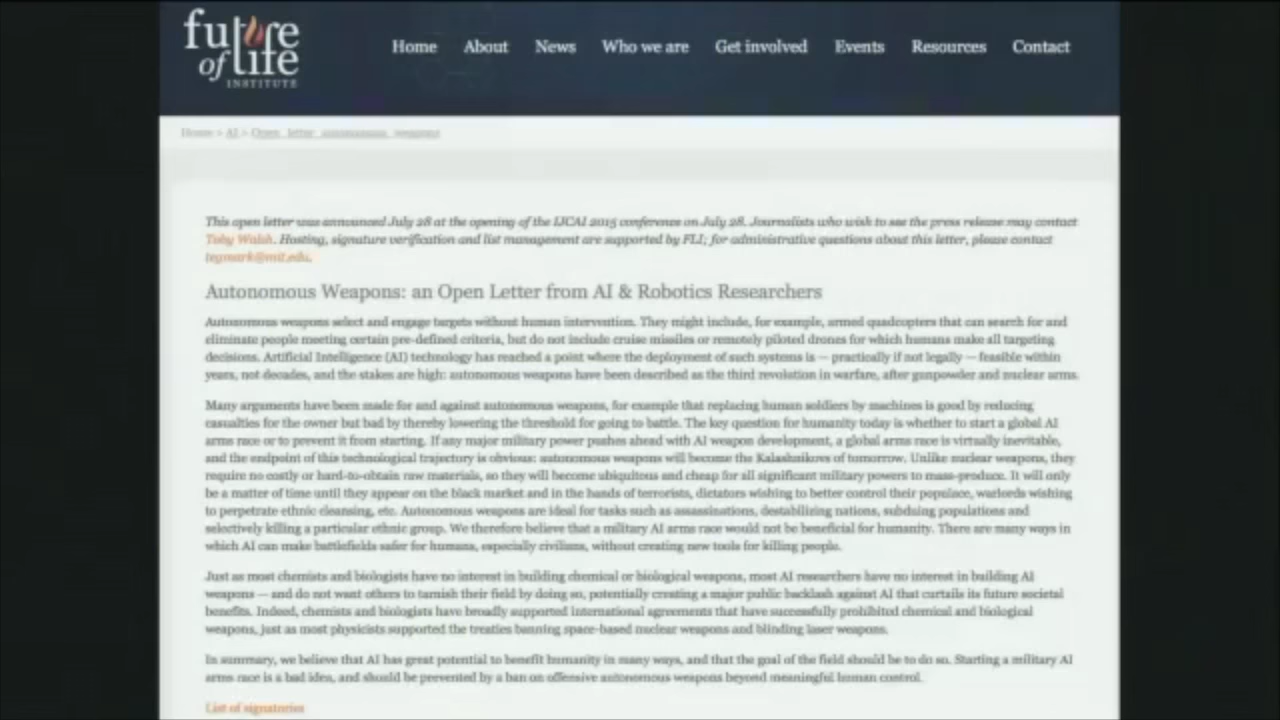 future
of life
INSTITUTE
Home About News Who we are Get involved Events Resources Contact
Home > AI > Open letter autonomous weapons
This open letter was announced July 28 at the opening of the IJCAI 2015 conference on July 28. Journalists who wish to see the press release may contact
Toby Walsh. Hosting, signature verification and list management are supported by FLI; for administrative questions about this letter, please contact
tegmark@mit.edu.
Autonomous Weapons: an Open Letter from AI & Robotics Researchers
Autonomous weapons select and engage targets without human intervention. They might include, for example, armed quadcopters that can search for and
eliminate people meeting certain pre-defined criteria, but do not include cruise missiles or remotely piloted drones for which humans make all targeting
decisions. Artificial Intelligence (AI) technology has reached a point where the deployment of such systems is — practically if not legally — feasible within
years, not decades, and the stakes are high: autonomous weapons have been described as the third revolution in warfare, after gunpowder and nuclear arms.
Many arguments have been made for and against autonomous weapons, for example that replacing human soldiers by machines is good by reducing
casualties for the owner but bad by thereby lowering the threshold for going to battle. The key question for humanity today is whether to start a global AI
arms race or to prevent it from starting. If any major military power pushes ahead with AI weapon development, a global arms race is virtually inevitable,
and the endpoint of this technological trajectory is obvious: autonomous weapons will become the Kalashnikovs of tomorrow. Unlike nuclear weapons, they
require no costly or hard-to-obtain raw materials, so they will become ubiquitous and cheap for all significant military powers to mass-produce. It will only
be a matter of time until they appear on the black market and in the hands of terrorists, dictators wishing to better control their populace, warlords wishing
to perpetrate ethnic cleansing, etc. Autonomous weapons are ideal for tasks such as assassinations, destabilizing nations, subduing populations and
selectively killing a particular ethnic group. We therefore believe that a military AI arms race would not be beneficial for humanity. There are many ways in
which AI can make battlefields safer for humans, especially civilians, without creating new tools for killing people.
Just as most chemists and biologists have no interest in building chemical or biological weapons, most AI researchers have no interest in building AI
weapons — and do not want others to tarnish their field by doing so, potentially creating a major public backlash against AI that curtails its future societal
benefits. Indeed, chemists and biologists have broadly supported international agreements that have successfully prohibited chemical and biological
weapons, just as most physicists supported the treaties banning space-based nuclear weapons and blinding laser weapons.
In summary, we believe that AI has great potential to benefit humanity in many ways, and that the goal of the field should be to do so. Starting a military AI
arms race is a bad idea, and should be prevented by a ban on offensive autonomous weapons beyond meaningful human control.
List of signatories